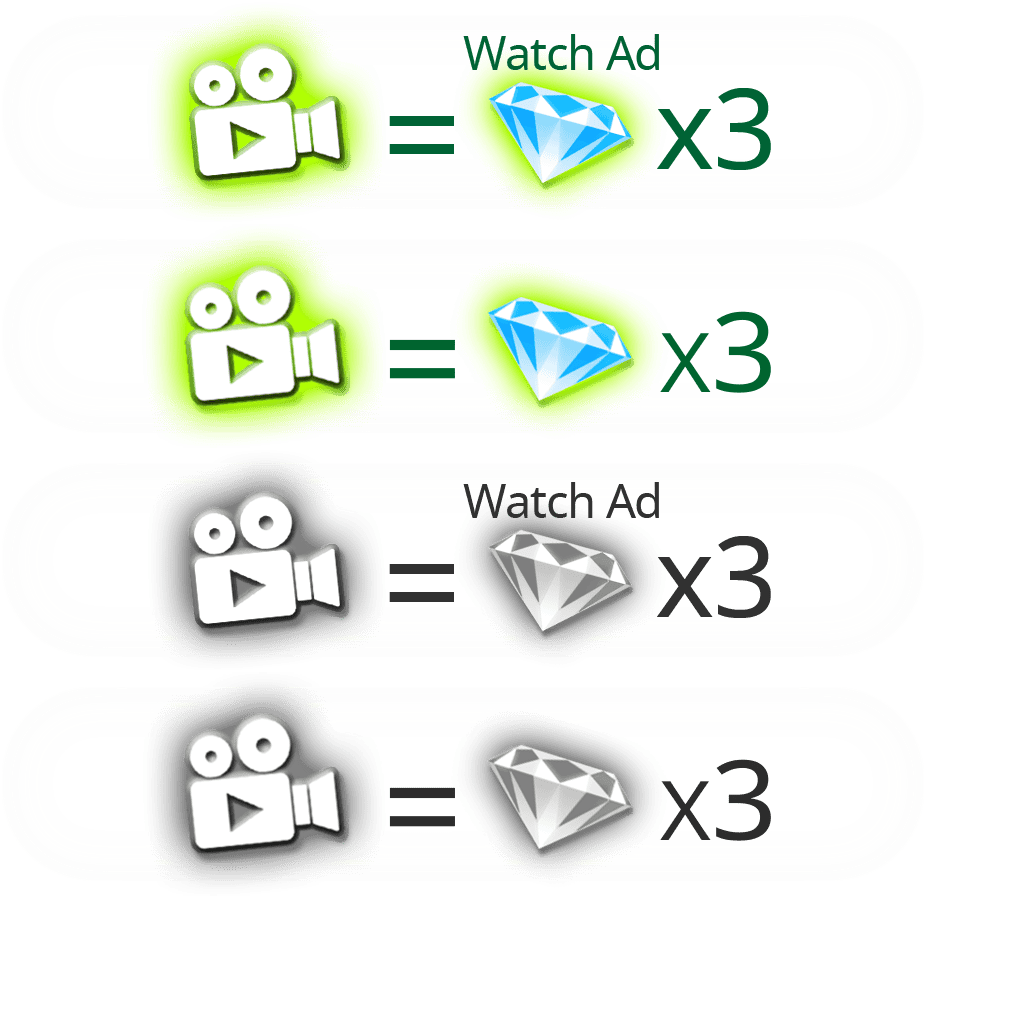 Watch Ad
= x3
= x3
Watch Ad
= x3
= x3